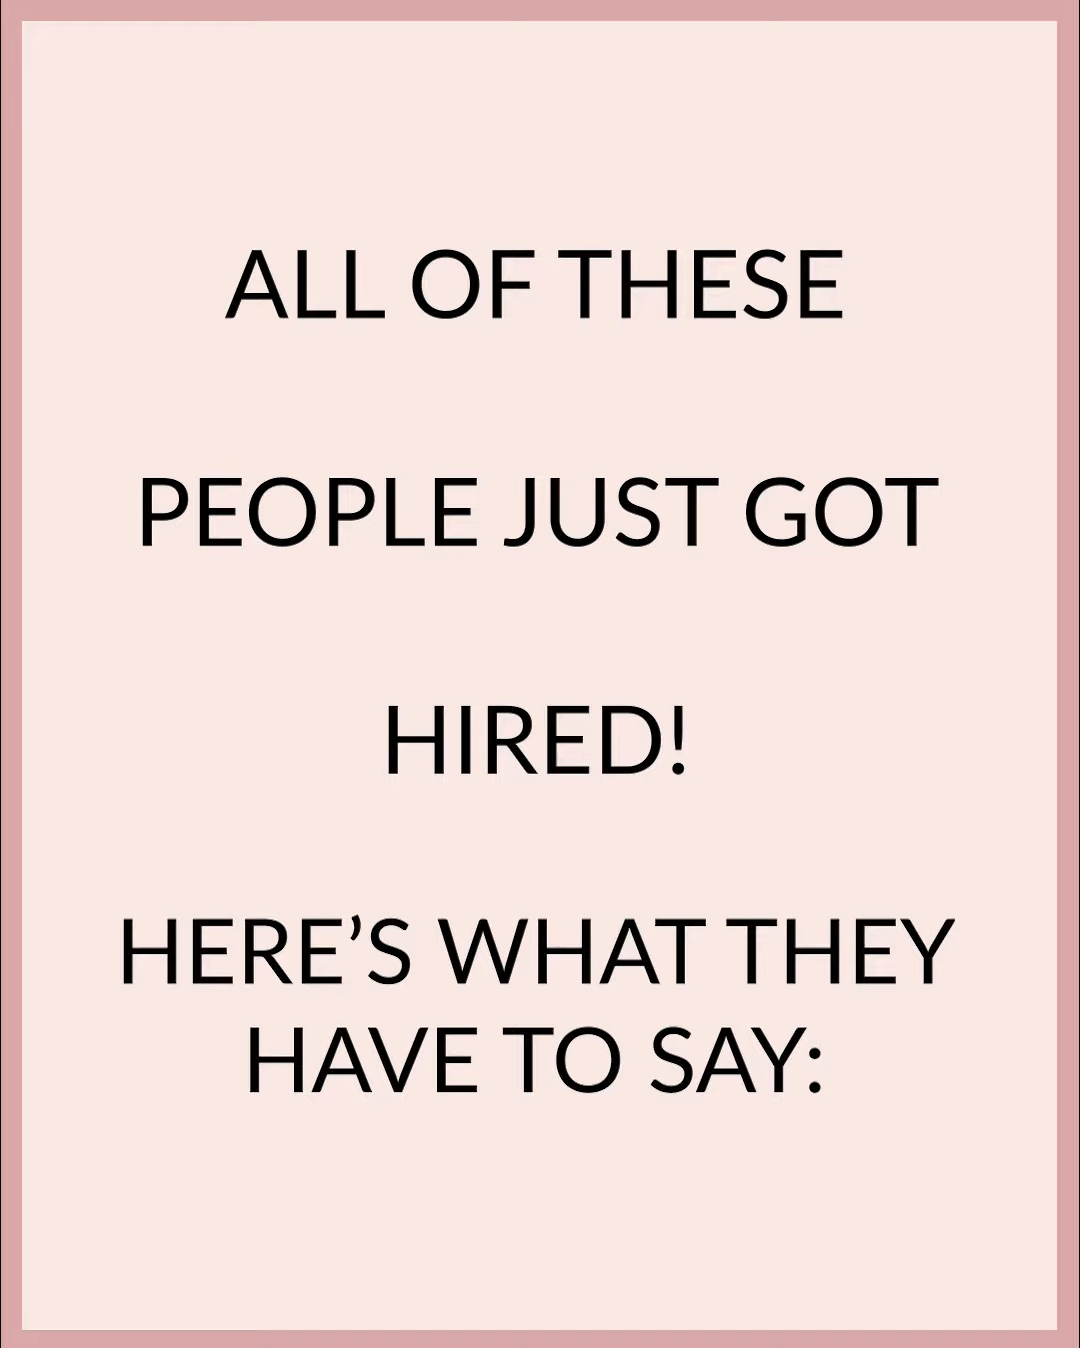 ALL OF THESE
PEOPLE JUST GOT
HIRED!
HERE’S WHAT THEY
HAVE TO SAY: